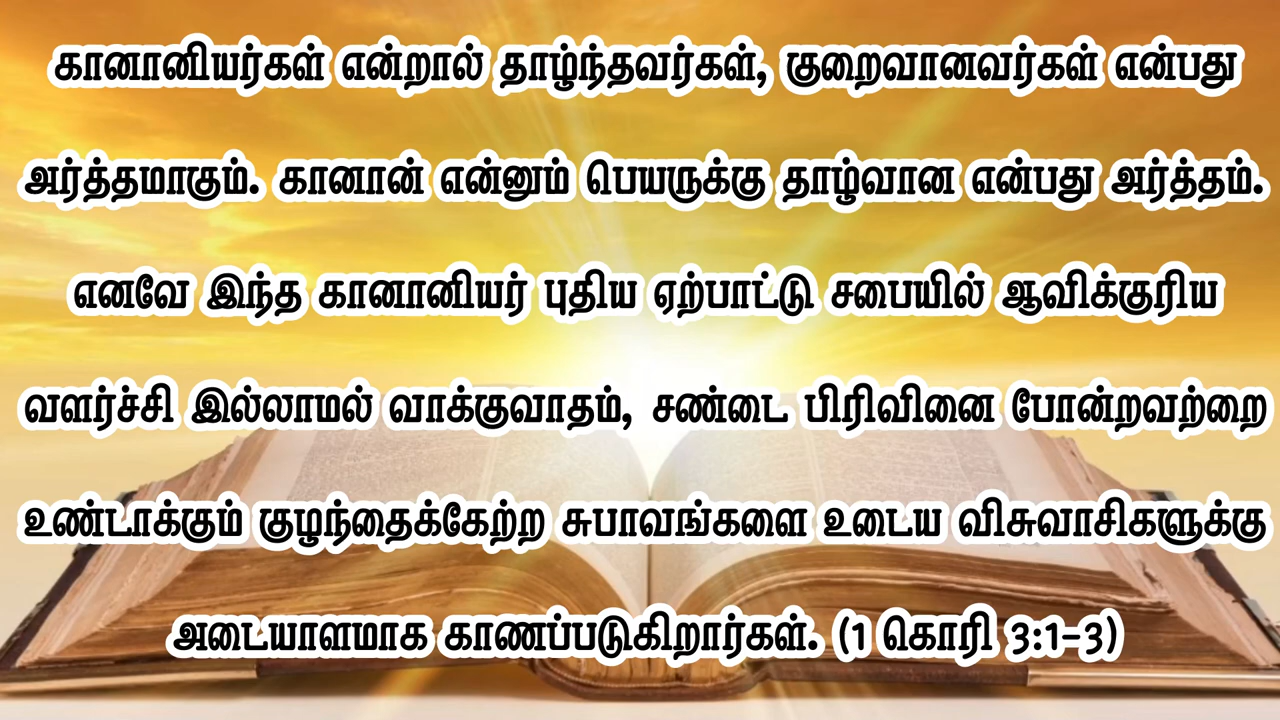 கானானியர்கள் என்றால் தாழ்ந்தவர்கள், குறைவானவர்கள் என்பது
அர்த்தமாகும். கானான் என்னும் பெயருக்கு தாழ்வான என்பது அர்த்தம்.
எனவே இந்த கானானியர் புதிய ஏற்பாட்டு சபையில் ஆவிக்குரிய
வளர்ச்சி இல்லாமல் வாக்குவாதம், சண்டை பிரிவினை போன்றவற்றை
உண்டாக்கும் குழந்தைக்கேற்ற சுபாவங்களை உடைய விசுவாசிகளுக்கு
அடையாளமாக காணப்படுகிறார்கள். (1 கொரி 3:1-3)